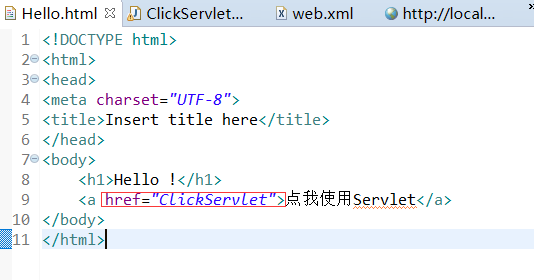 Hello.html ClickServlet... web.xml http://local...
1 <!DOCTYPE html>
2 <html>
3 <head>
4 <meta charset="UTF-8">
5 <title>Insert title here</title>
6 </head>
7 <body>
8 <h1>Hello !</h1>
9 <a href="ClickServlet">点我使用Servlet</a>
10 </body>
11 </html>